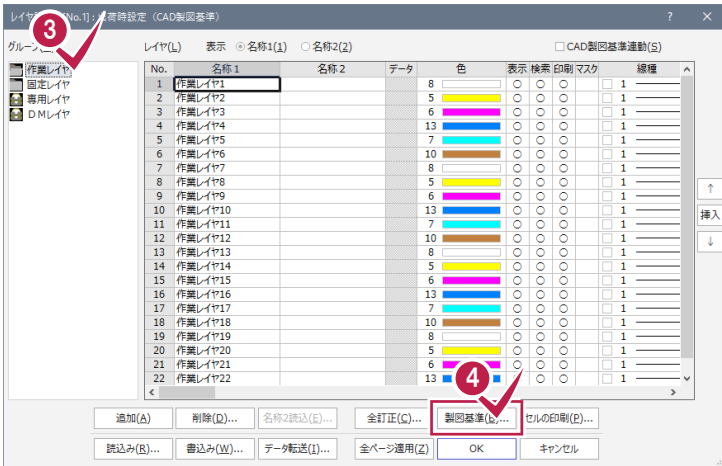 レイヤ [No.1] : 出荷時設定（CAD製図基準） ? ×
3
グループ
レイヤ(L) 表示 名称1(1) 名称2(2) CAD製図基準連動(S)
作業レイヤ
固定レイヤ
専用レイヤ
ＤＭレイヤ
No. 名称１ 名称２ データ 色 表示 検索 印刷 マスク 線種
1 作業レイヤ1 8 ○ ○ ○ 1
2 作業レイヤ2 5 ○ ○ ○ 1
3 作業レイヤ3 6 ○ ○ ○ 1
4 作業レイヤ4 13 ○ ○ ○ 1
5 作業レイヤ5 7 ○ ○ ○ 1
6 作業レイヤ6 10 ○ ○ ○ 1
7 作業レイヤ7 8 ○ ○ ○ 1
8 作業レイヤ8 5 ○ ○ ○ 1
9 作業レイヤ9 6 ○ ○ ○ 1
10 作業レイヤ10 13 ○ ○ ○ 1
11 作業レイヤ11 7 ○ ○ ○ 1
12 作業レイヤ12 10 ○ ○ ○ 1
13 作業レイヤ13 8 ○ ○ ○ 1
14 作業レイヤ14 5 ○ ○ ○ 1
15 作業レイヤ15 6 ○ ○ ○ 1
16 作業レイヤ16 13 ○ ○ ○ 1
17 作業レイヤ17 7 ○ ○ ○ 1
18 作業レイヤ18 10 ○ ○ ○ 1
19 作業レイヤ19 8 ○ ○ ○ 1
20 作業レイヤ20 5 ○ ○ ○ 1
21 作業レイヤ21 6 ○ ○ 1
22 作業レイヤ22 13 ○ ○ 1
↑
挿入
↓
4
追加(A) 削除(D)... 名称2読込(E)... 全訂正(C)... 製図基準(B)... セルの印刷(P)...
読込み(R)... 書込み(W)... データ転送(I)... 全ページ適用(Z) OK キャンセル